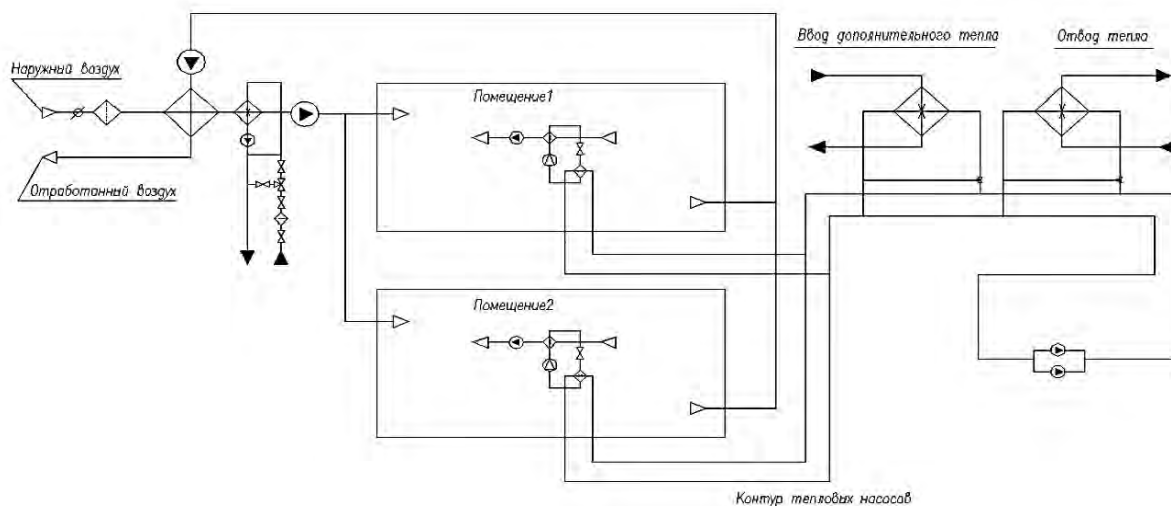 Ввод дополнительного тепла
Отвод тепла
Наружный воздух
Помещение1
Отработанный воздух
Помещение2
Контур тепловых насосов